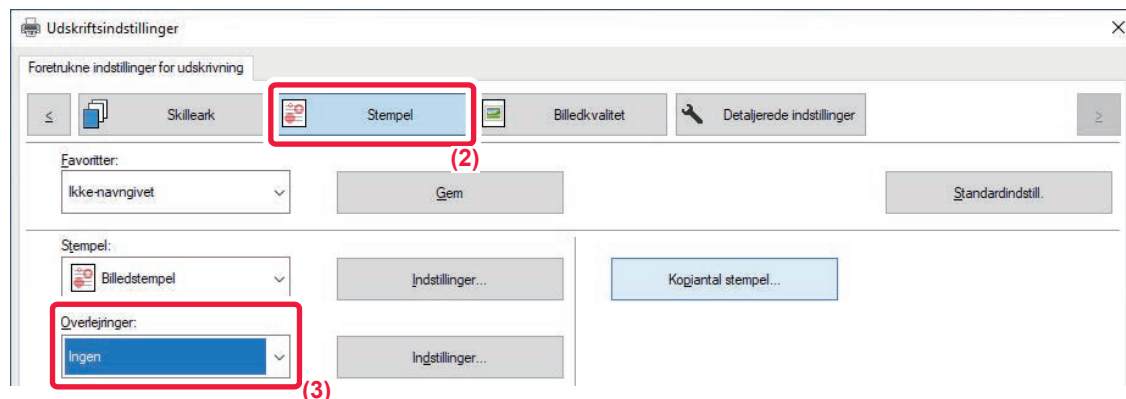 Udskriftsindstillinger
Foretrukne indstillinger for udskrivning
≤ Skilleark Stempel Billedkvalitet Detaljerede indstillinger ≥
(2)
Favoritter:
Ikke-navngivet Gem Standardindstill.
Stempel:
Billedstempel Indstillinger... Kopiantal stempel...
Overlejringer:
Ingen Indstillinger...
(3)